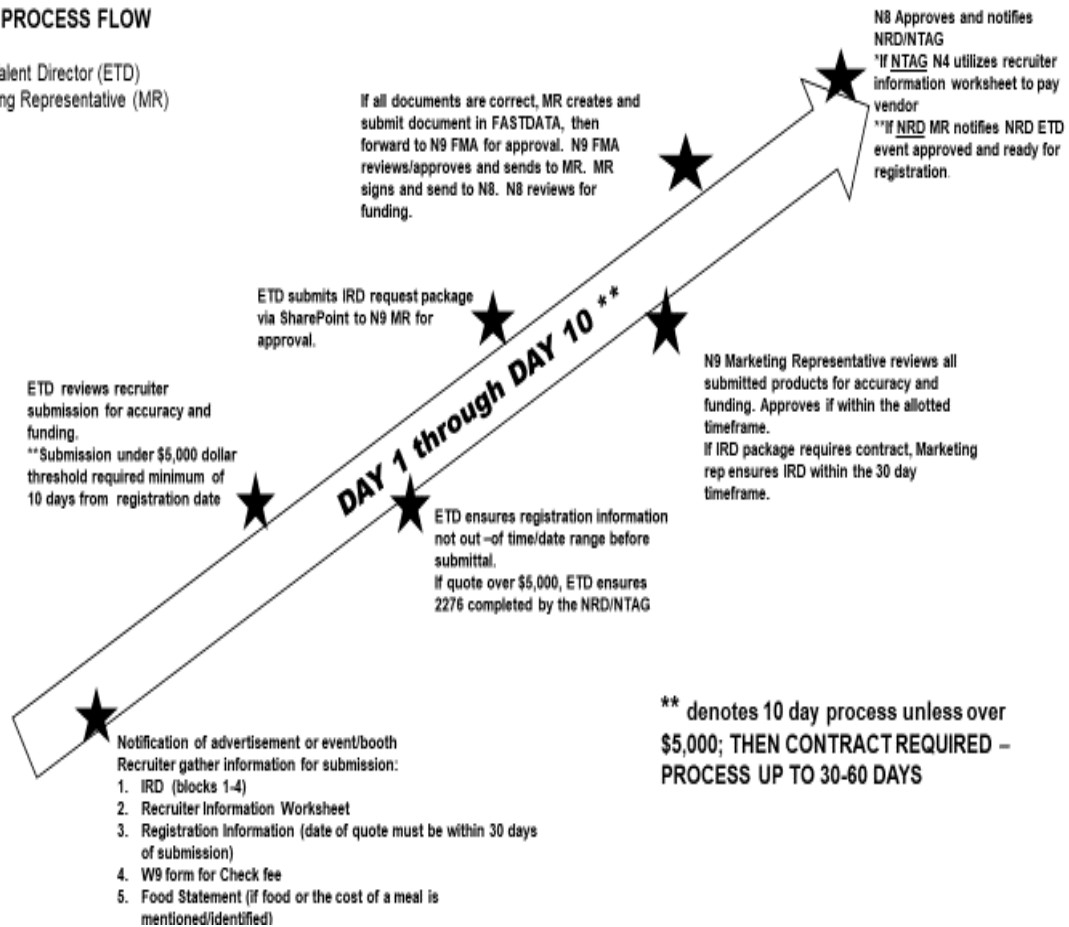 PROCESS FLOW
alent Director (ETD)
ng Representative (MR)
N8 Approves and notifies
NRD/NTAG
*If NTAG N4 utilizes recruiter
information worksheet to pay
vendor
**If NRD MR notifies NRD ETD
event approved and ready for
registration.
If all documents are correct, MR creates and
submit document in FASTDATA, then
forward to N9 FMA for approval. N9 FMA
reviews/approves and sends to MR. MR
signs and send to N8. N8 reviews for
funding.
ETD submits IRD request package
via SharePoint to N9 MR for
approval.
DAY 1 through DAY 10 **
N9 Marketing Representative reviews all
submitted products for accuracy and
funding. Approves if within the allotted
timeframe.
If IRD package requires contract, Marketing
rep ensures IRD within the 30 day
timeframe.
ETD reviews recruiter
submission for accuracy and
funding.
**Submission under $5,000 dollar
threshold required minimum of
10 days from registration date
ETD ensures registration information
not out –of time/date range before
submittal.
If quote over $5,000, ETD ensures
2276 completed by the NRD/NTAG
Notification of advertisement or event/booth
Recruiter gather information for submission:
1. IRD (blocks 1-4)
2. Recruiter Information Worksheet
3. Registration Information (date of quote must be within 30 days
of submission)
4. W9 form for Check fee
5. Food Statement (if food or the cost of a meal is
mentioned/identified)
** denotes 10 day process unless over
$5,000; THEN CONTRACT REQUIRED –
PROCESS UP TO 30-60 DAYS